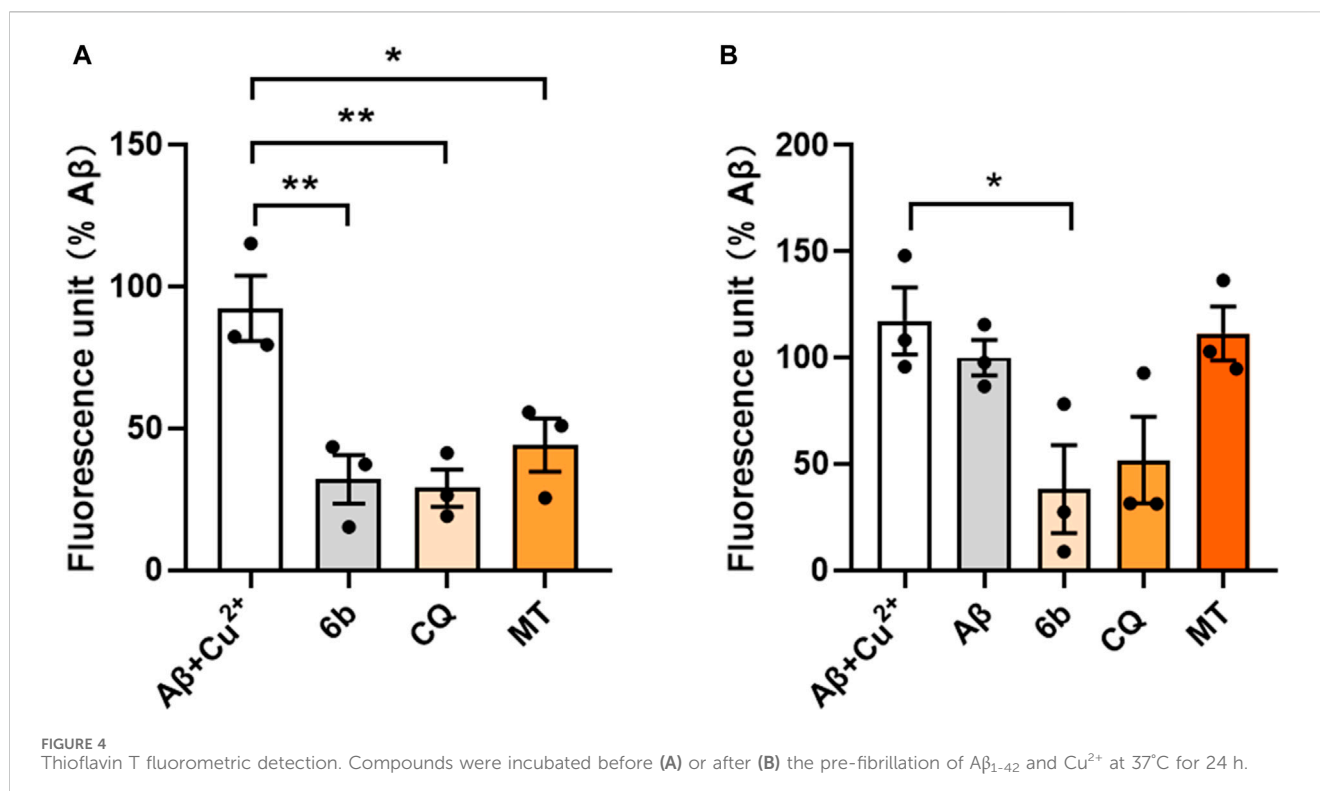 A
*
**
**
Fluorescence unit (% Aβ)
150
100
50
0
Aβ+Cu²⁺
6b
CQ
MT
B
*
Fluorescence unit (% Aβ)
200
150
100
50
0
Aβ+Cu²⁺
Aβ
6b
CQ
MT
FIGURE 4
Thioflavin T fluorometric detection. Compounds were incubated before (A) or after (B) the pre-fibrillation of Aβ₁₋₄₂ and Cu²⁺ at 37°C for 24 h.